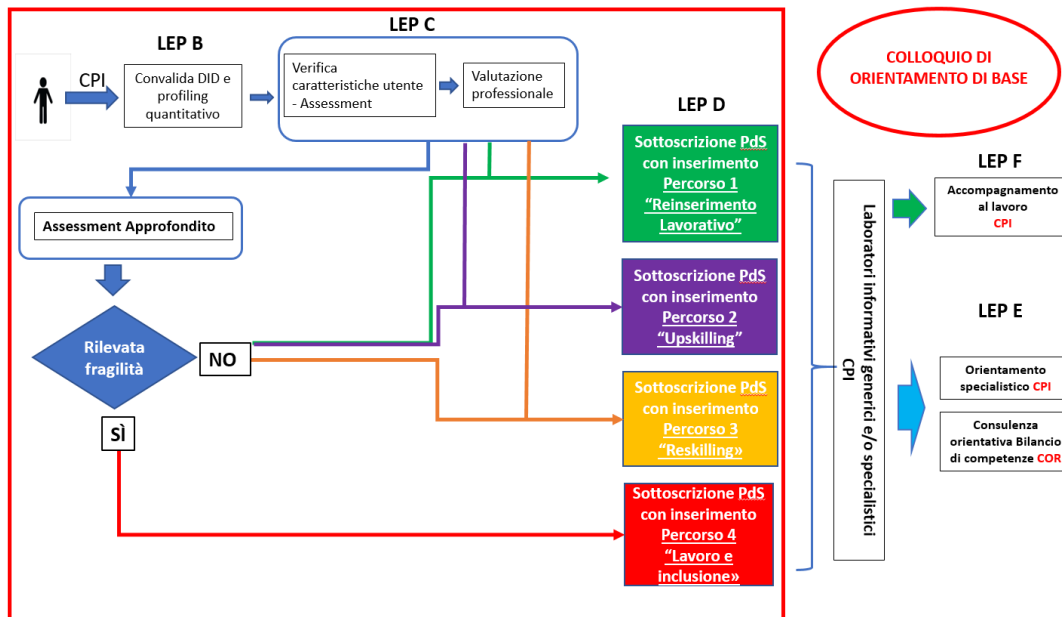 LEP B
LEP C
CPI
Convalida DID e
profiling
quantitativo
Verifica
caratteristiche utente
- Assessment
Valutazione
professionale
Assessment Approfondito
Rilevata
fragilità
NO
SÌ
LEP D
Sottoscrizione PdS
con inserimento
Percorso 1
“Reinserimento
Lavorativo”
Sottoscrizione PdS
con inserimento
Percorso 2
“Upskilling”
Sottoscrizione PdS
con inserimento
Percorso 3
“Reskilling»
Sottoscrizione PdS
con inserimento
Percorso 4
“Lavoro e
inclusione»
Laboratori informativi generici e/o specialistici
CPI
COLLOQUIO DI
ORIENTAMENTO DI BASE
LEP F
Accompagnamento
al lavoro
CPI
LEP E
Orientamento
specialistico CPI
Consulenza
orientativa Bilancio
di competenze COR